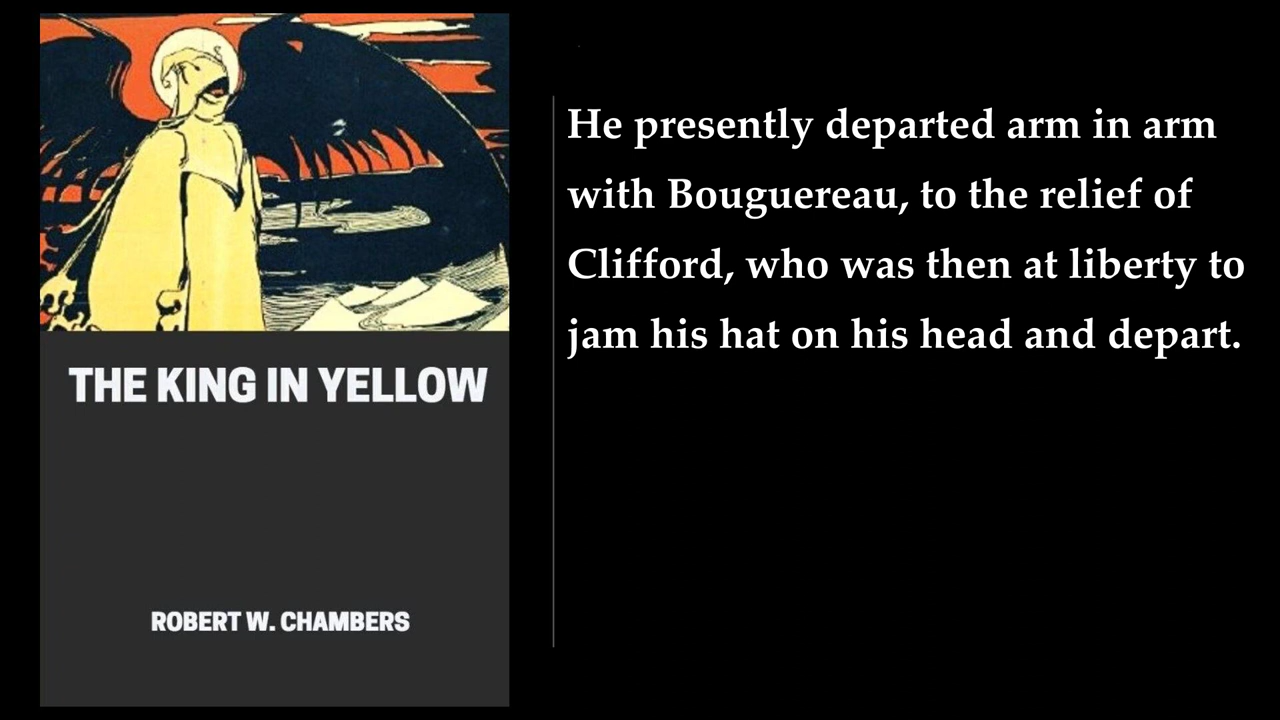 THE KING IN YELLOW
ROBERT W. CHAMBERS
He presently departed arm in arm
with Bouguereau, to the relief of
Clifford, who was then at liberty to
jam his hat on his head and depart.